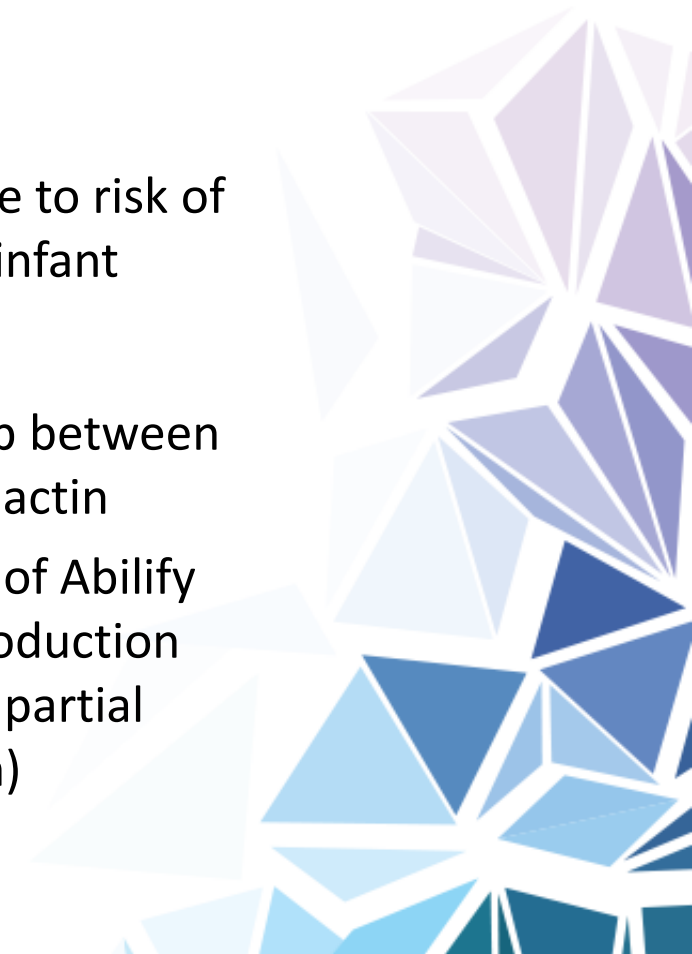 e to risk of
infant
p between
actin
of Abilify
oduction
partial
n)